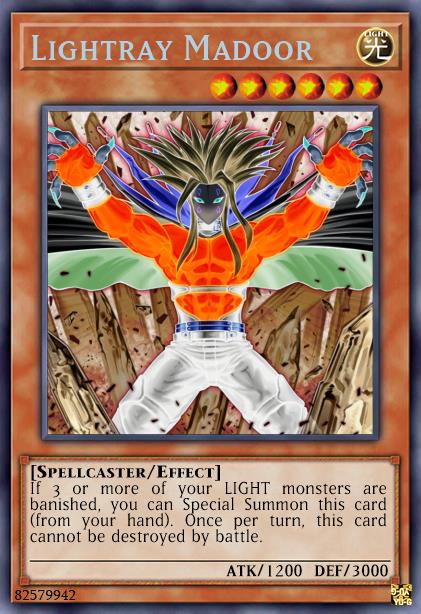 Lightray Madoor
LIGHT
光
[Spellcaster/Effect]
If 3 or more of your LIGHT monsters are
banished, you can Special Summon this card
(from your hand). Once per turn, this card
cannot be destroyed by battle.
ATK/1200 DEF/3000
82579942